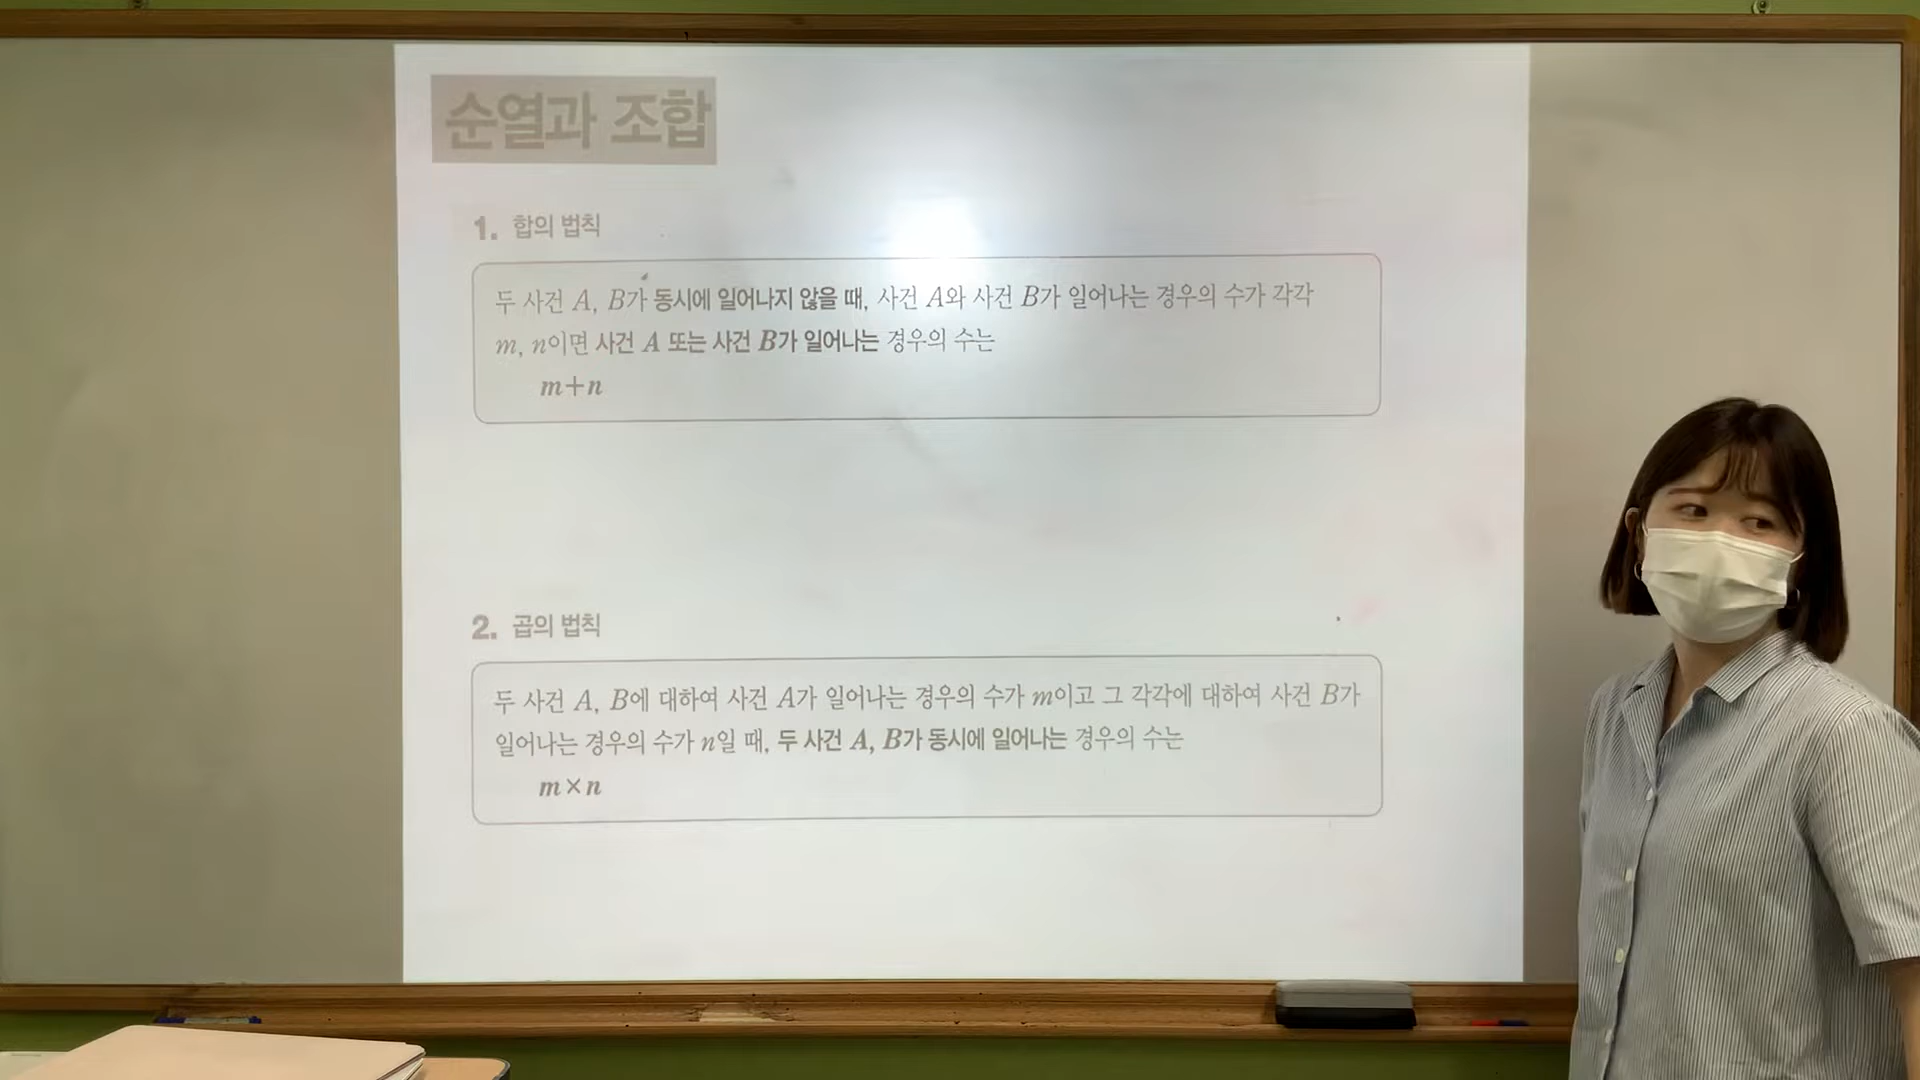 순열과 조합
1. 합의 법칙
두 사건 A, B가 동시에 일어나지 않을 때, 사건 A와 사건 B가 일어나는 경우의 수가 각각
m, n이면 사건 A 또는 사건 B가 일어나는 경우의 수는
m+n
2. 곱의 법칙
두 사건 A, B에 대하여 사건 A가 일어나는 경우의 수가 m이고 그 각각에 대하여 사건 B가
일어나는 경우의 수가 n일 때, 두 사건 A, B가 동시에 일어나는 경우의 수는
m×n